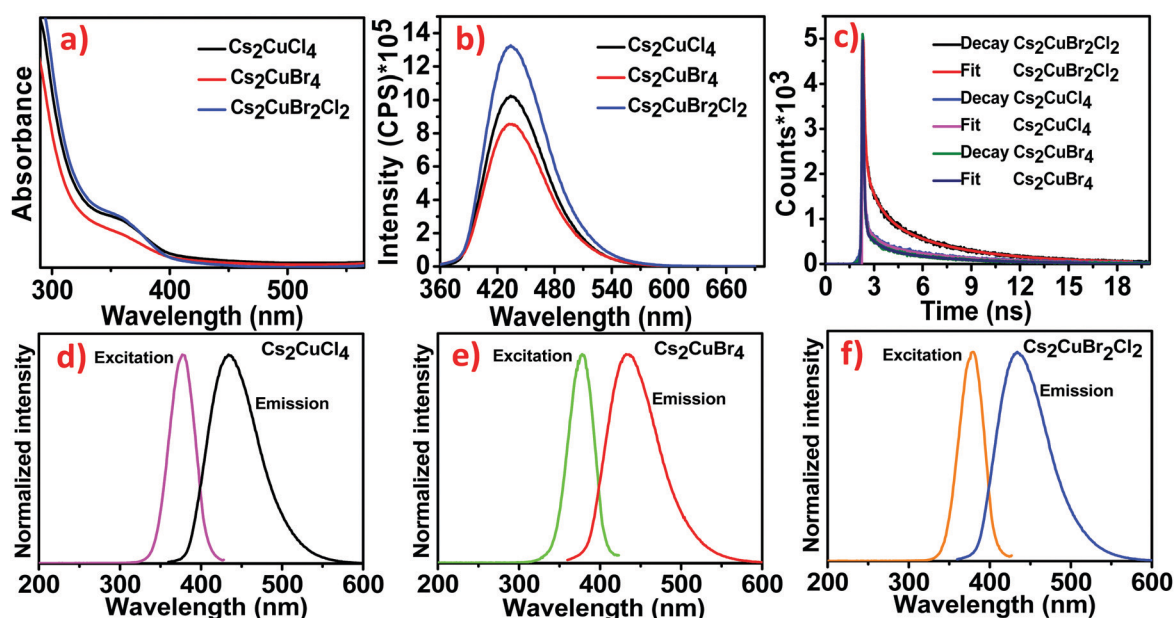 a)
Cs2CuCl4
Cs2CuBr4
Cs2CuBr2Cl2
Absorbance
300 400 500
Wavelength (nm)
b)
Cs2CuCl4
Cs2CuBr4
Cs2CuBr2Cl2
Intensity (CPS)*10^5
14
12
10
8
6
4
2
0
360 420 480 540 600 660
Wavelength (nm)
c)
Decay Cs2CuBr2Cl2
Fit Cs2CuBr2Cl2
Decay Cs2CuCl4
Fit Cs2CuCl4
Decay Cs2CuBr4
Fit Cs2CuBr4
Counts*10^3
5
4
3
2
1
0
0 3 6 9 12 15 18
Time (ns)
d)
Cs2CuCl4
Excitation
Emission
Normalized intensity
200 300 400 500 600
Wavelength (nm)
e)
Cs2CuBr4
Excitation
Emission
Normalized intensity
200 300 400 500 600
Wavelength (nm)
f)
Cs2CuBr2Cl2
Excitation
Emission
Normalized intensity
200 300 400 500 600
Wavelength (nm)